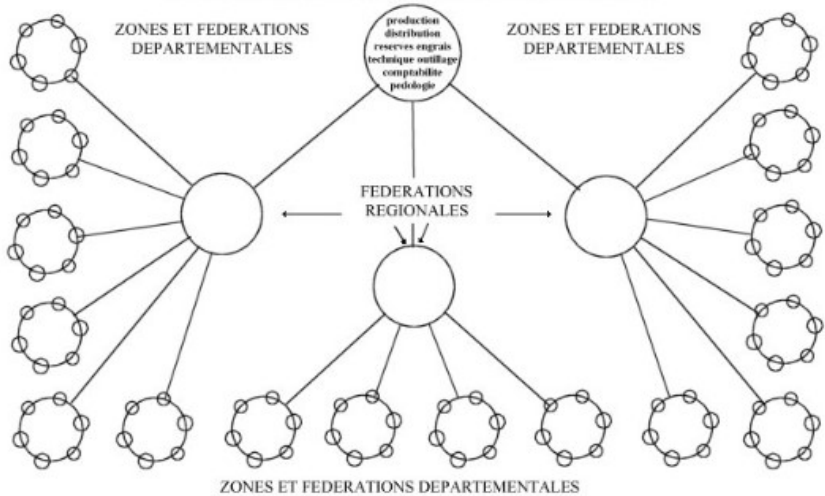 ZONES ET FEDERATIONS
DEPARTEMENTALES
production
distribution
reserves engrais
technique outillage
comptabilite
pedologie
ZONES ET FEDERATIONS
DEPARTEMENTALES
FEDERATIONS
REGIONALES
ZONES ET FEDERATIONS DEPARTEMENTALES